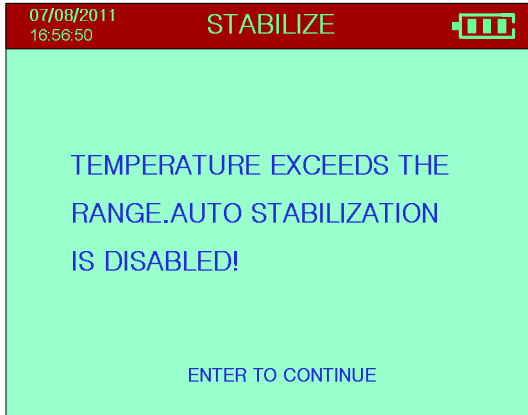 07/08/2011
STABILIZE
16:56:50
TEMPERATURE EXCEEDS THE
RANGE.AUTO STABILIZATION
IS DISABLED!
ENTER TO CONTINUE